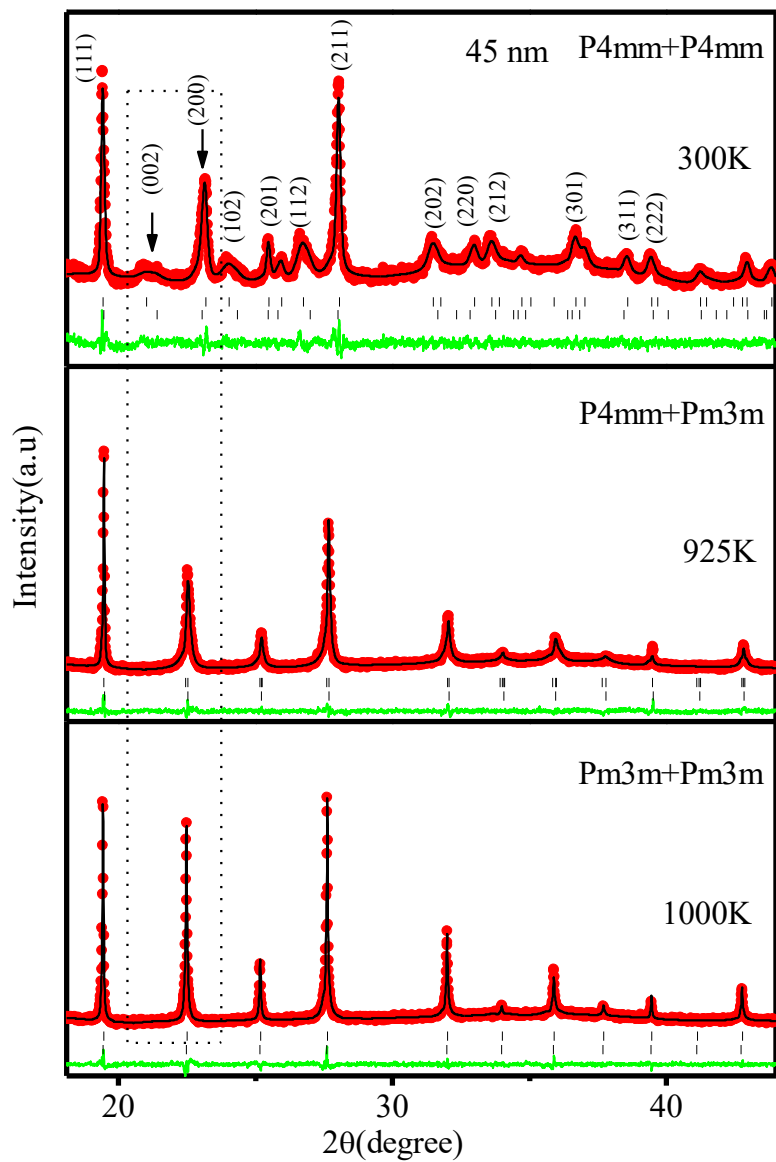 (111)
(002)
(200)
(102)
(201)
(112)
(211)
45 nm
P4mm+P4mm
300K
(202)
(220)
(212)
(301)
(311)
(222)
P4mm+Pm3m
925K
Pm3m+Pm3m
1000K
Intensity(a.u)
20
30
40
2θ(degree)